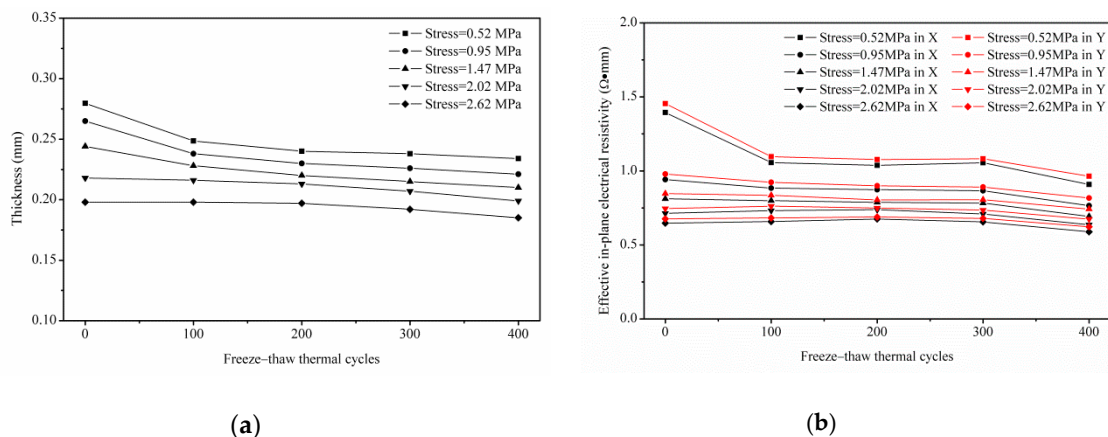 0.35
0.30
0.25
0.20
0.15
0.10
Thickness (mm)
Stress=0.52 MPa
Stress=0.95 MPa
Stress=1.47 MPa
Stress=2.02 MPa
Stress=2.62 MPa
0 100 200 300 400
Freeze–thaw thermal cycles
(a)
2.0
1.5
1.0
0.5
0.0
Effective in-plane electrical resistivity (Ω•mm)
Stress=0.52MPa in X Stress=0.52MPa in Y
Stress=0.95MPa in X Stress=0.95MPa in Y
Stress=1.47MPa in X Stress=1.47MPa in Y
Stress=2.02MPa in X Stress=2.02MPa in Y
Stress=2.62MPa in X Stress=2.62MPa in Y
0 100 200 300 400
Freeze–thaw thermal cycles
(b)